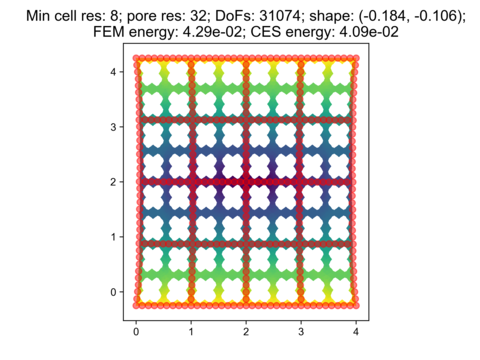 Min cell res: 8; pore res: 32; DoFs: 31074; shape: (-0.184, -0.106);
FEM energy: 4.29e-02; CES energy: 4.09e-02
4
3
2
1
0
0 1 2 3 4